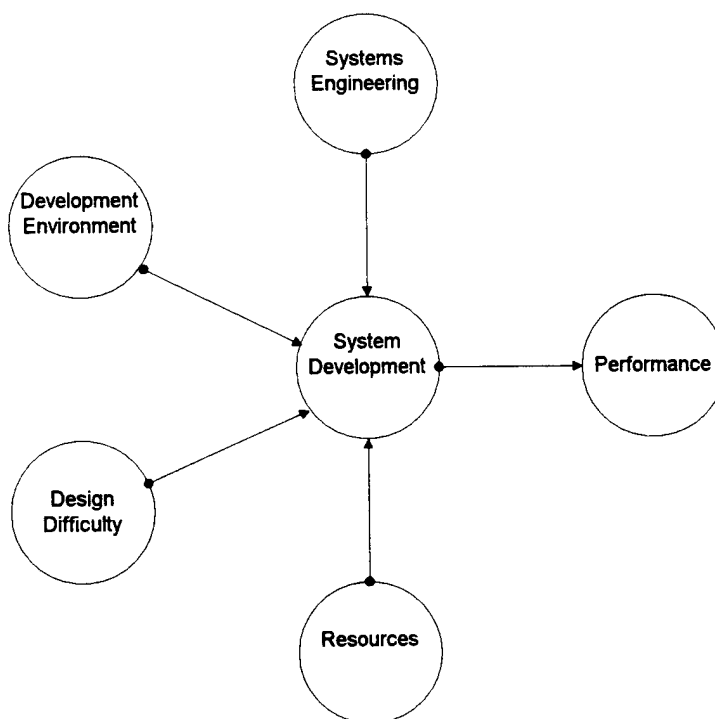 Systems
Engineering
Development
Environment
System
Development
Performance
Design
Difficulty
Resources